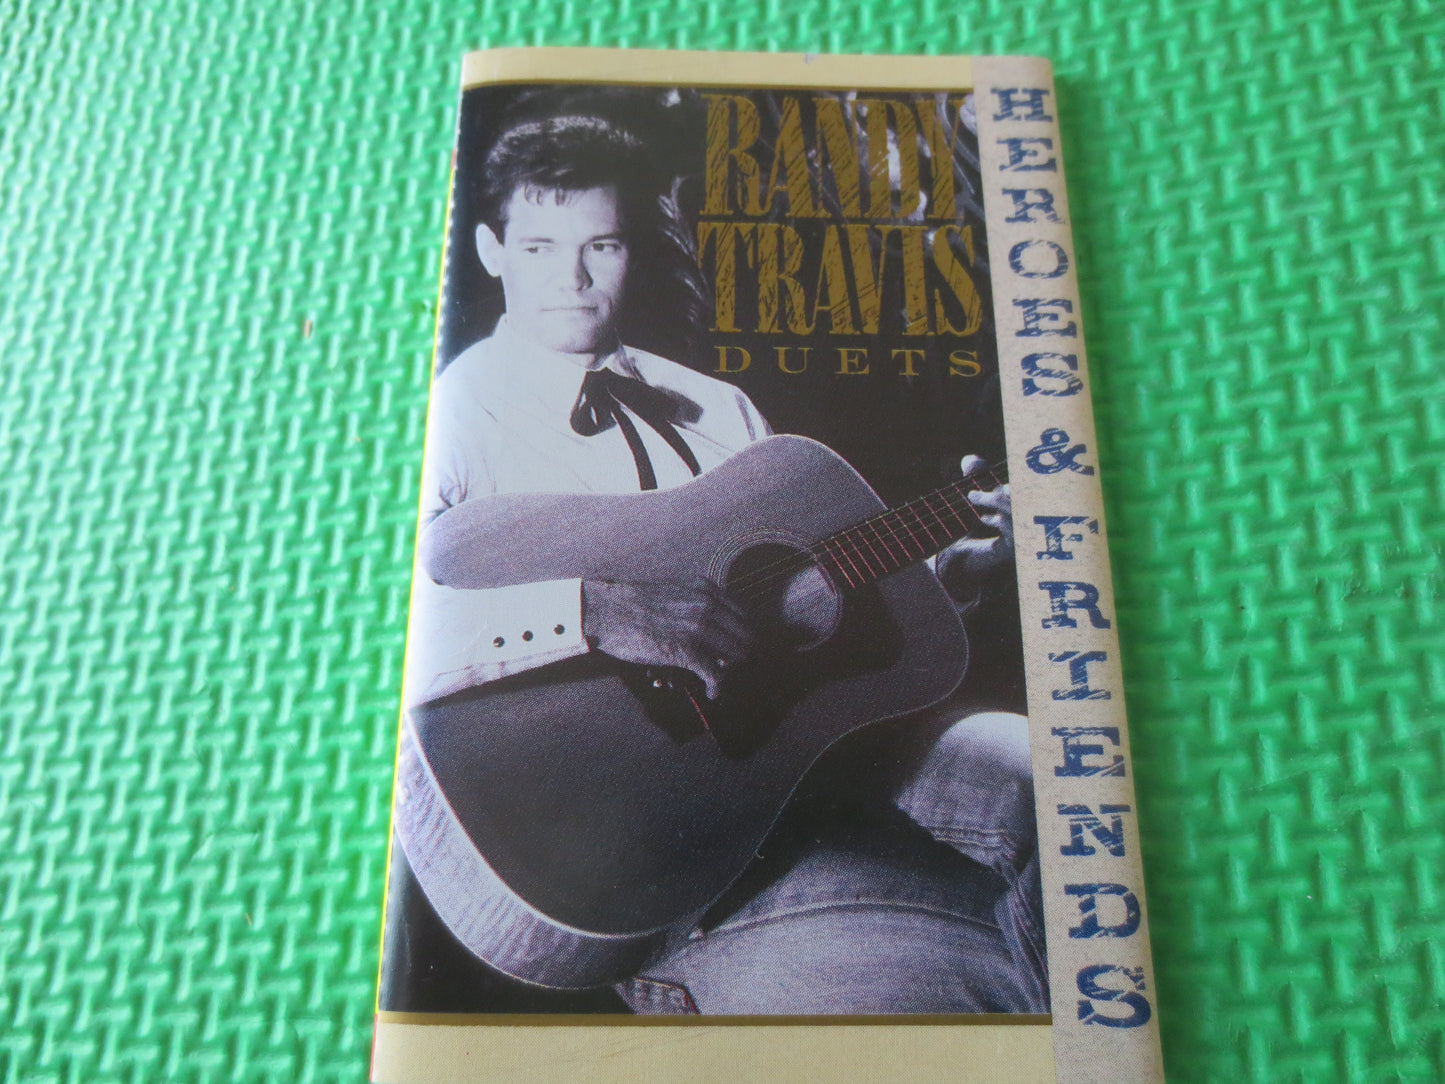 RANDY
TRAVIS
DUETS
HEROES & FRIENDS